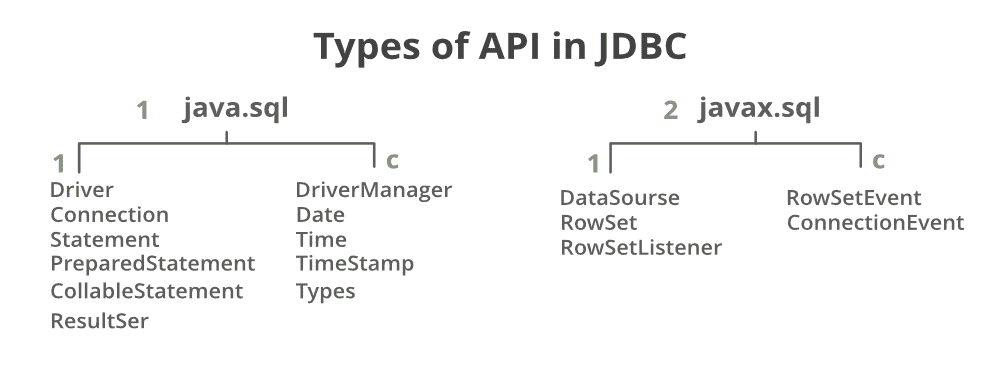 Types of API in JDBC
1 java.sql
1
Driver
Connection
Statement
PreparedStatement
CollableStatement
ResultSer
c
DriverManager
Date
Time
TimeStamp
Types
2 javax.sql
1
DataSourse
RowSet
RowSetListener
c
RowSetEvent
ConnectionEvent